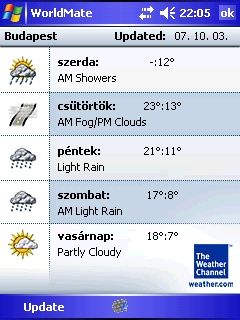 WorldMate 22:05 ok
Budapest Updated: 07. 10. 03.
szerda: -:12°
AM Showers
csütörtök: 23°:13°
AM Fog/PM Clouds
péntek: 21°:11°
Light Rain
szombat: 17°:8°
AM Light Rain
vasárnap: 18°:7°
Partly Cloudy
The
Weather
Channel
weather.com
Update